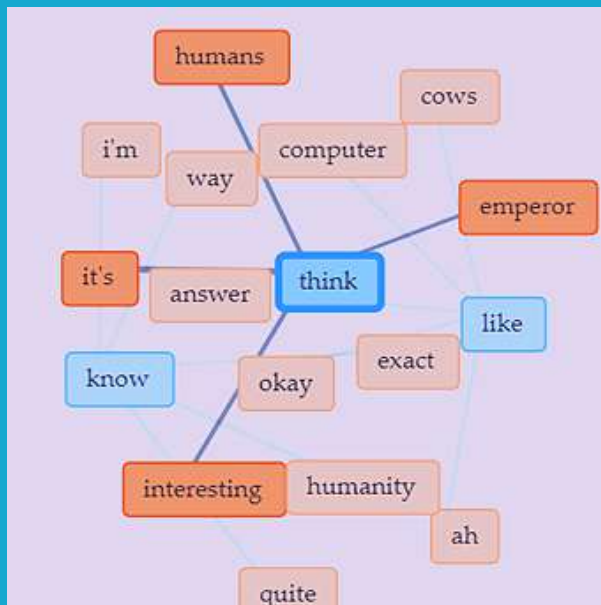 humans
cows
i'm
computer
way
emperor
it's
think
answer
like
exact
know
okay
interesting
humanity
ah
quite